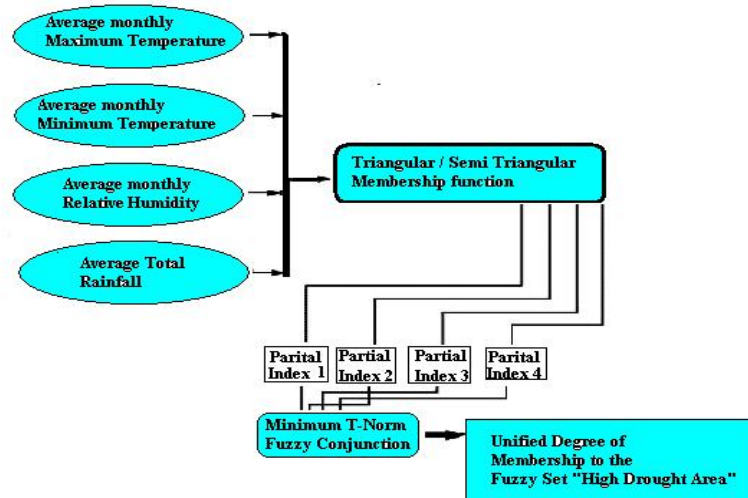 Average monthly
Maximum Temperature
Average monthly
Minimum Temperature
Average monthly
Relative Humidity
Average Total
Rainfall
Triangular / Semi Triangular
Membership function
Parital
Index 1
Partial
Index 2
Partial
Index 3
Parital
Index 4
Minimum T-Norm
Fuzzy Conjunction
Unified Degree of
Membership to the
Fuzzy Set "High Drought Area"